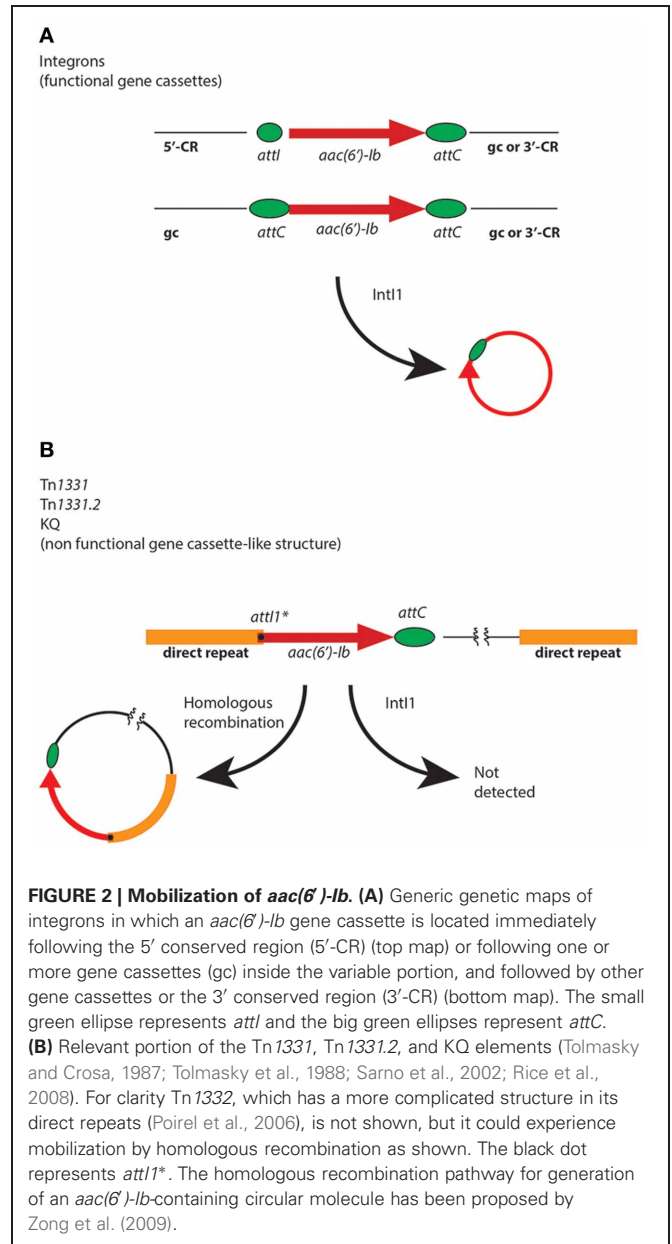 A
Integrons
(functional gene cassettes)
5′-CR attI aac(6′)-Ib attC gc or 3′-CR
gc attC aac(6′)-Ib attC gc or 3′-CR
IntI1
B
Tn1331
Tn1331.2
KQ
(non functional gene cassette-like structure)
attI1* attC
direct repeat aac(6′)-Ib direct repeat
Homologous
recombination
IntI1
Not
detected
FIGURE 2 | Mobilization of aac(6′)-Ib. (A) Generic genetic maps of
integrons in which an aac(6′)-Ib gene cassette is located immediately
following the 5′ conserved region (5′-CR) (top map) or following one or
more gene cassettes (gc) inside the variable portion, and followed by other
gene cassettes or the 3′ conserved region (3′-CR) (bottom map). The small
green ellipse represents attI and the big green ellipses represent attC.
(B) Relevant portion of the Tn1331, Tn1331.2, and KQ elements (Tolmasky
and Crosa, 1987; Tolmasky et al., 1988; Sarno et al., 2002; Rice et al.,
2008). For clarity Tn1332, which has a more complicated structure in its
direct repeats (Poirel et al., 2006), is not shown, but it could experience
mobilization by homologous recombination as shown. The black dot
represents attI1*. The homologous recombination pathway for generation
of an aac(6′)-Ib-containing circular molecule has been proposed by
Zong et al. (2009).